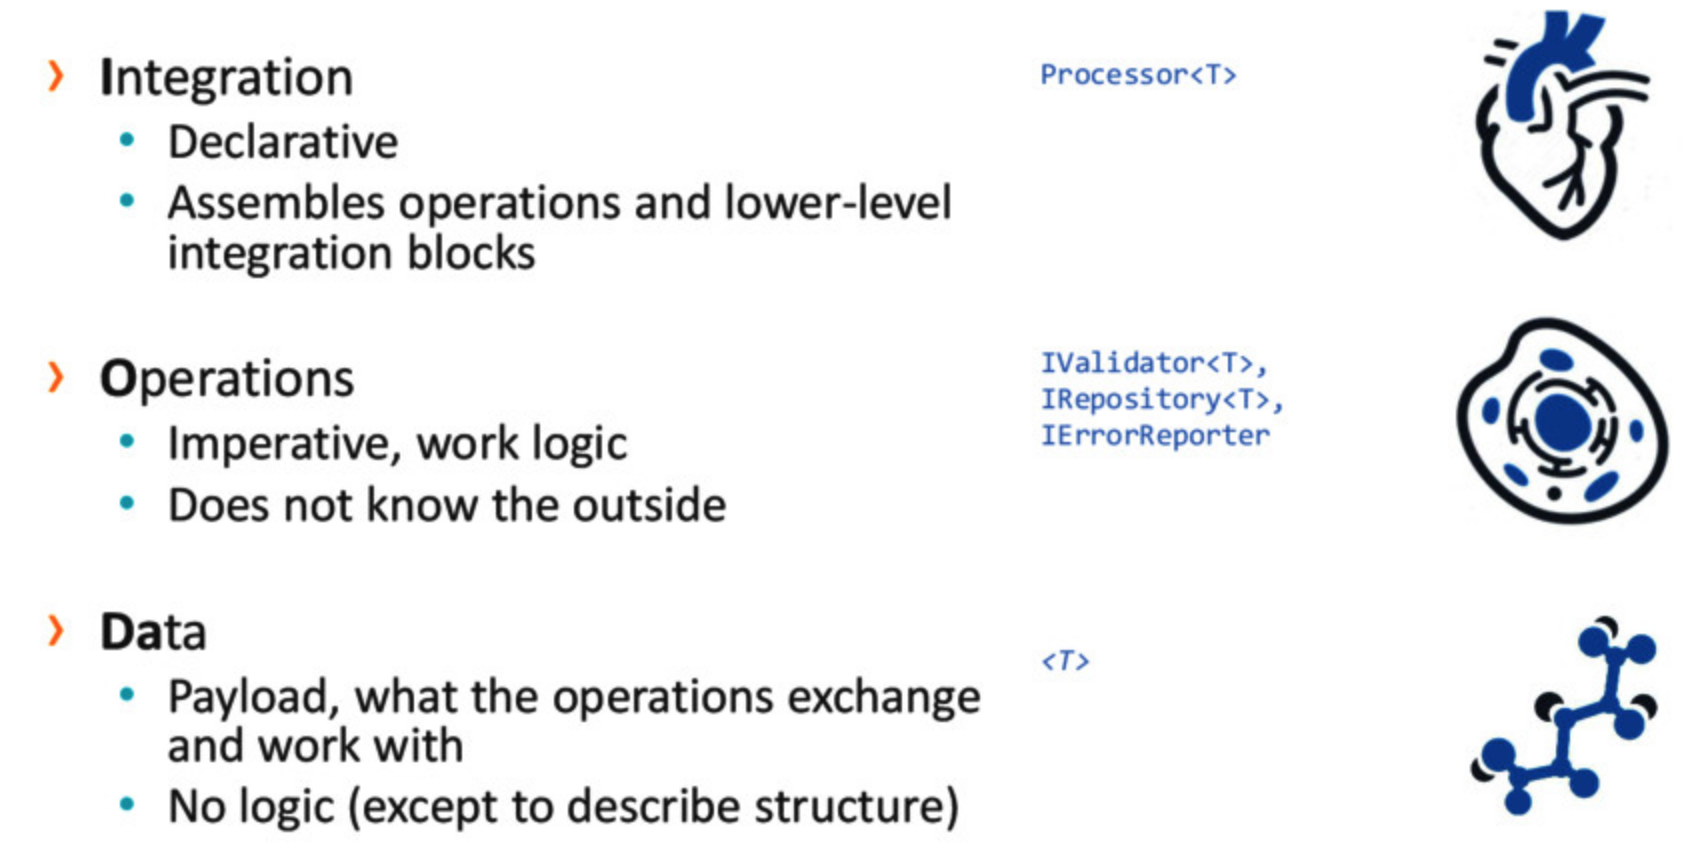 › Integration
• Declarative
• Assembles operations and lower-level
integration blocks
Processor<T>
› Operations
• Imperative, work logic
• Does not know the outside
IValidator<T>,
IRepository<T>,
IErrorReporter
› Data
• Payload, what the operations exchange
and work with
• No logic (except to describe structure)
<T>